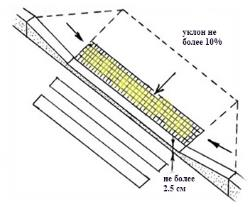 уклон не
более 10%
не более
2.5 см